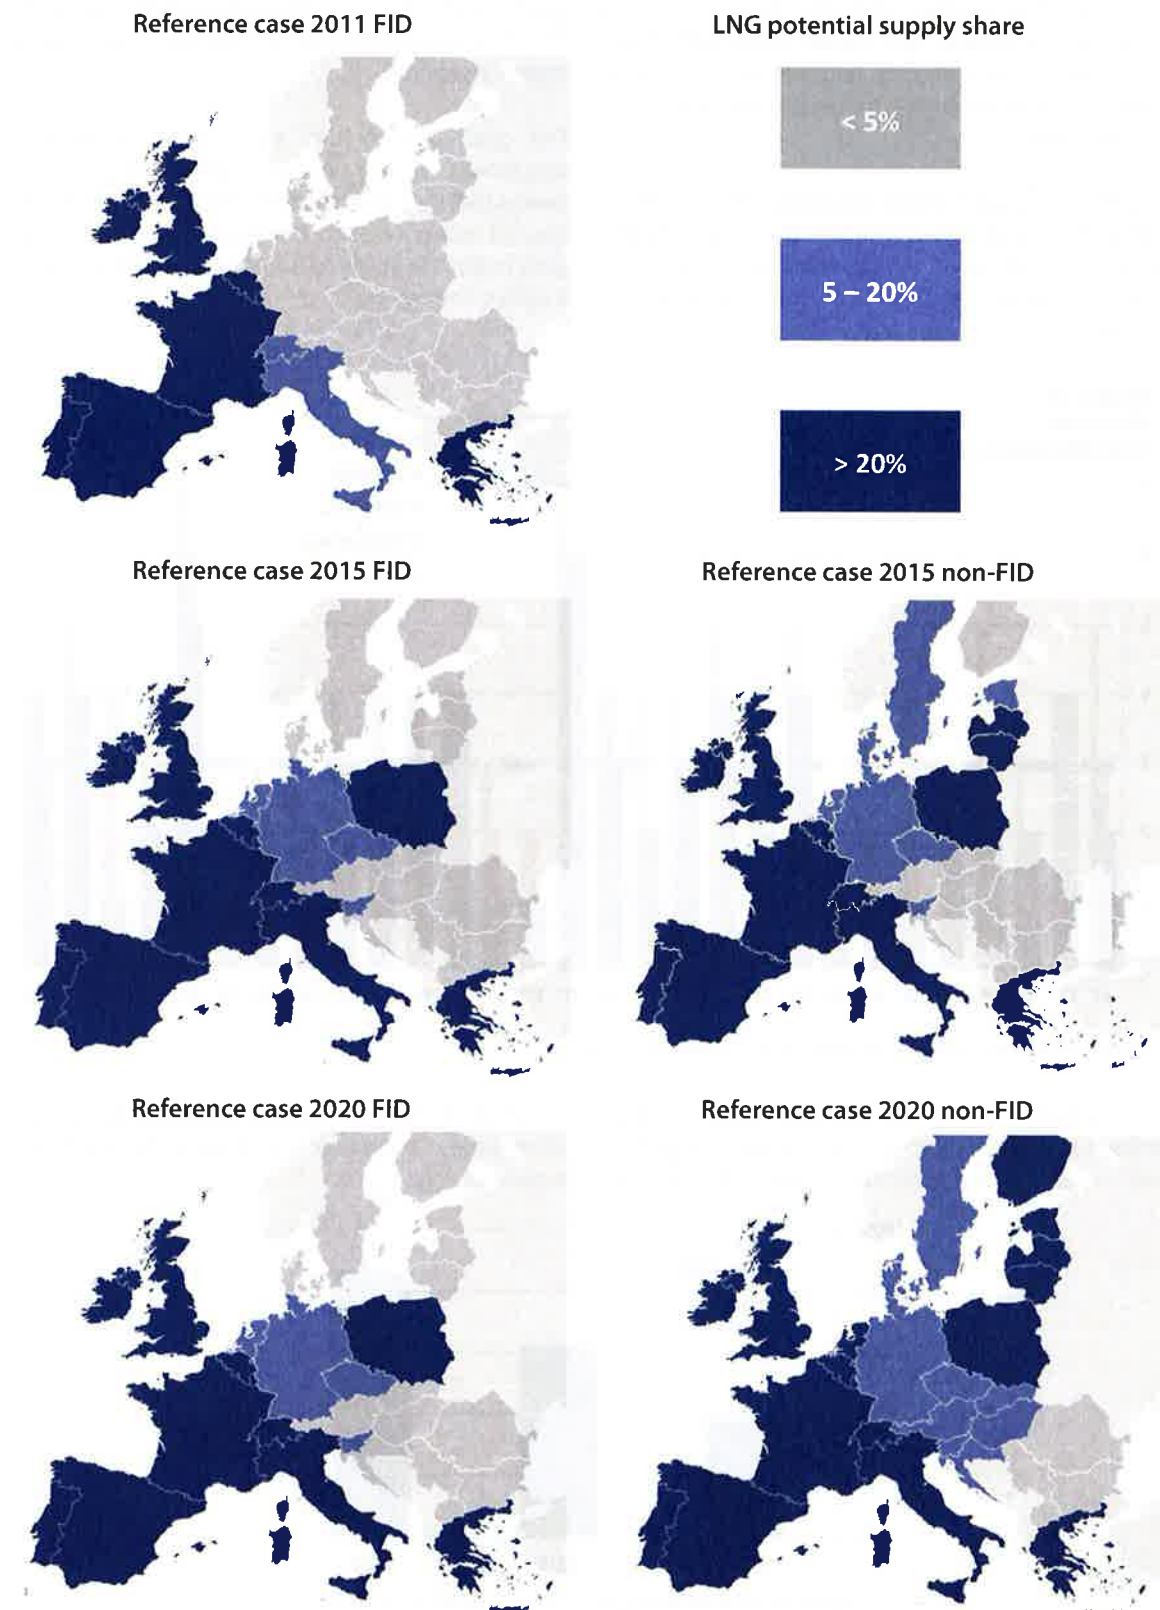 Reference case 2011 FID
LNG potential supply share
< 5%
5 – 20%
> 20%
Reference case 2015 FID
Reference case 2015 non-FID
Reference case 2020 FID
Reference case 2020 non-FID